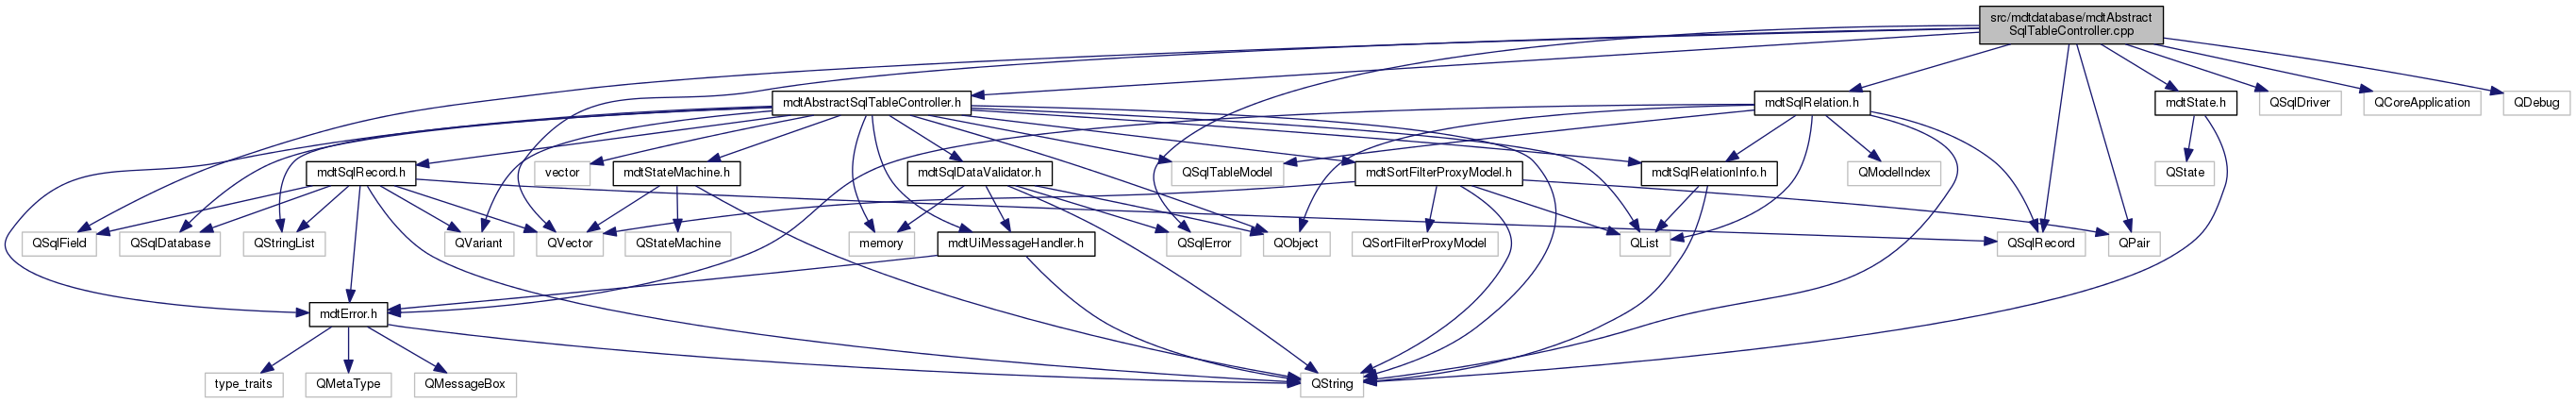 src/mdtdatabase/mdtAbstract
SqlTableController.cpp
mdtAbstractSqlTableController.h
mdtSqlRelation.h
mdtState.h
QSqlDriver
QCoreApplication
QDebug
mdtSqlRecord.h
vector
mdtStateMachine.h
mdtSqlDataValidator.h
QSqlTableModel
mdtSortFilterProxyModel.h
mdtSqlRelationInfo.h
QModelIndex
QState
QSqlField
QSqlDatabase
QStringList
QVariant
QVector
QStateMachine
memory
mdtUiMessageHandler.h
QSqlError
QObject
QSortFilterProxyModel
QList
QSqlRecord
QPair
mdtError.h
type_traits
QMetaType
QMessageBox
QString